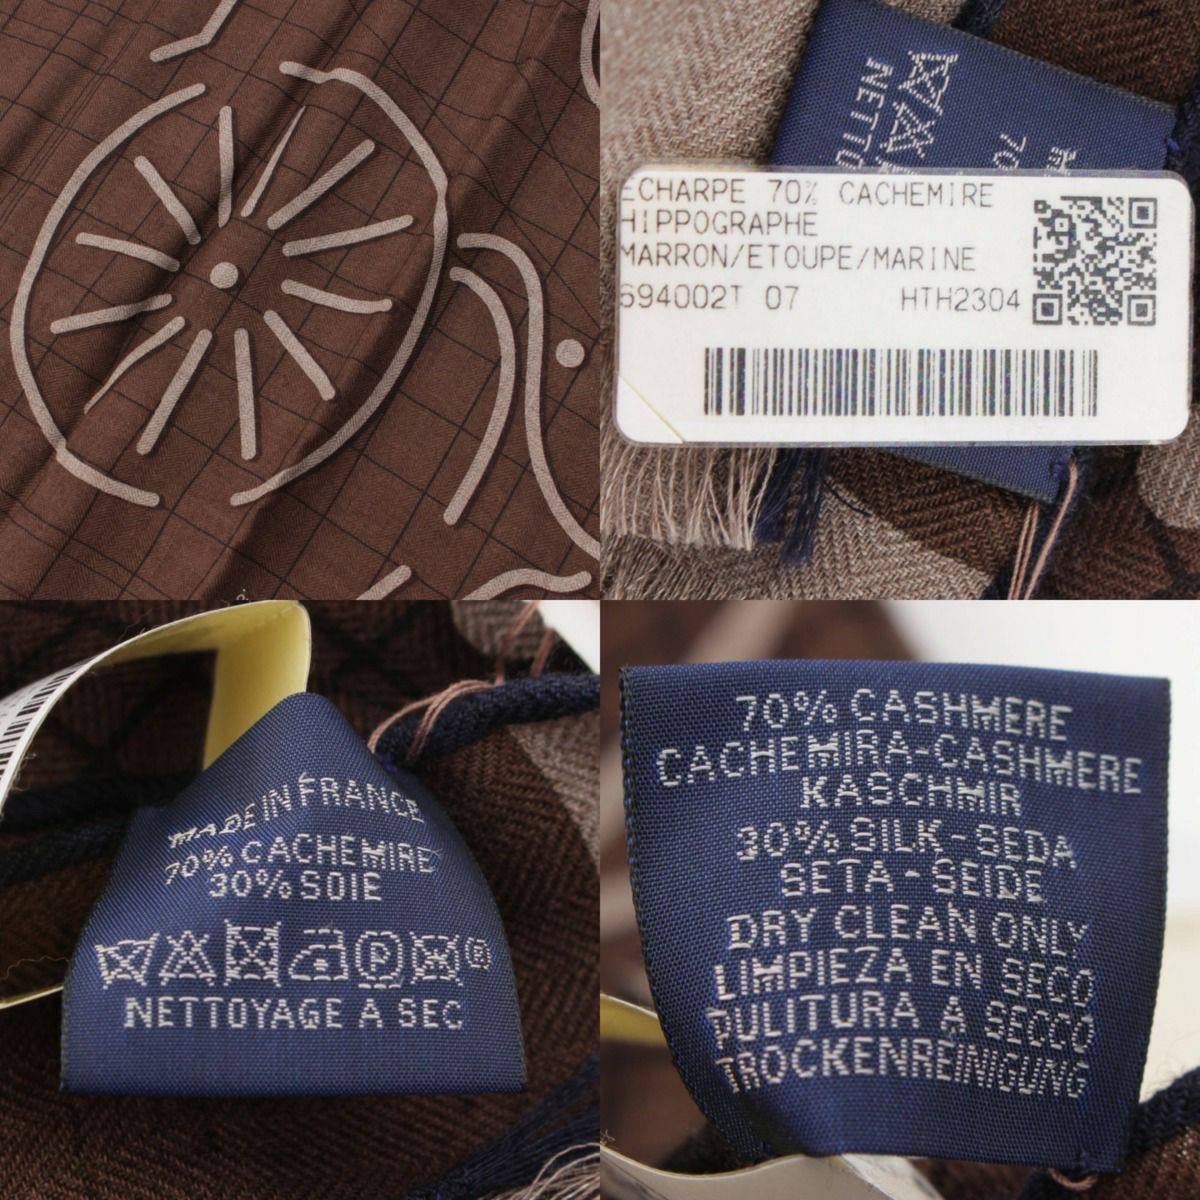 NETTO
70
ECHARPE 70% CACHEMIRE
HIPPOGRAPHE
MARRON/ETOUPE/MARINE
694002T 07 HTH2304
MADE IN FRANCE
70% CACHEMIRE
30% SOIE
NETTOYAGE A SEC
70% CASHMERE
CACHEMIRA-CASHMERE
KASCHMIR
30% SILK-SEDA
SETA-SEIDE
DRY CLEAN ONLY
LIMPIEZA EN SECO
PULITURA A SECCO
TROCKENREINIGUNG